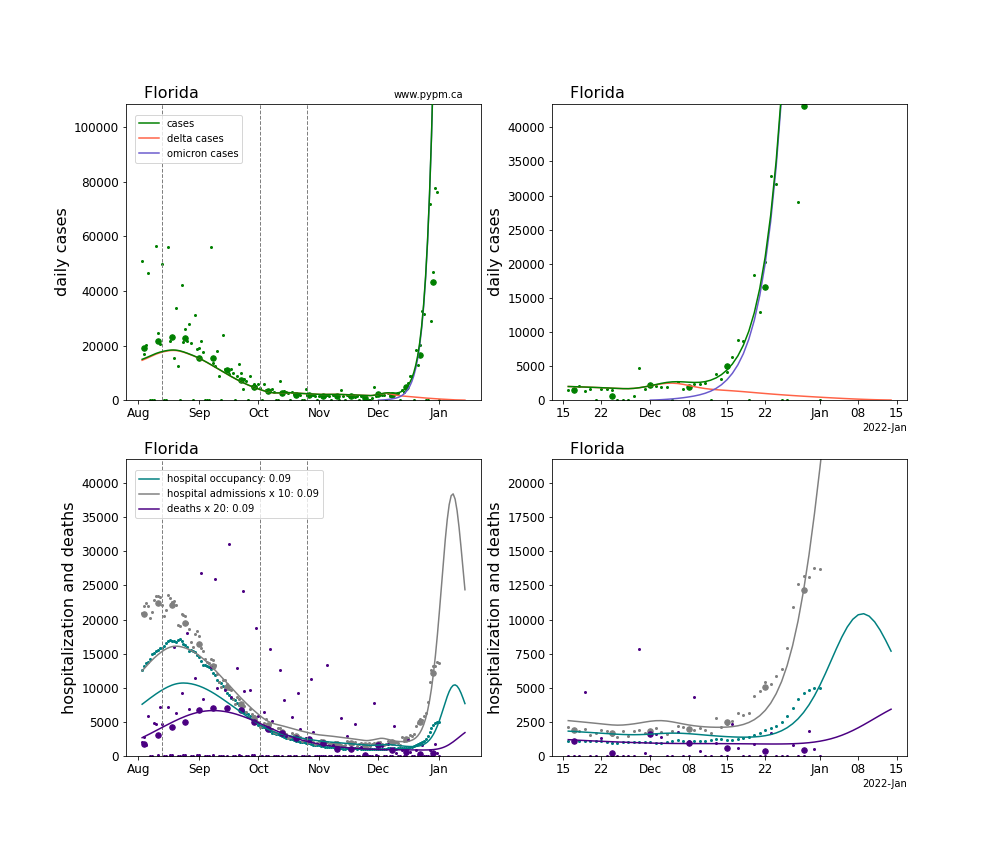 Florida
www.pypm.ca
Florida
daily cases
100000
80000
60000
40000
20000
0
cases
delta cases
omicron cases
Aug
Sep
Oct
Nov
Dec
Jan
daily cases
40000
35000
30000
25000
20000
15000
10000
5000
0
15
22
Dec
08
15
22
Jan
08
15
2022-Jan
Florida
Florida
hospitalization and deaths
40000
35000
30000
25000
20000
15000
10000
5000
0
hospital occupancy: 0.09
hospital admissions x 10: 0.09
deaths x 20: 0.09
Aug
Sep
Oct
Nov
Dec
Jan
hospitalization and deaths
20000
17500
15000
12500
10000
7500
5000
2500
0
15
22
Dec
08
15
22
Jan
08
15
2022-Jan